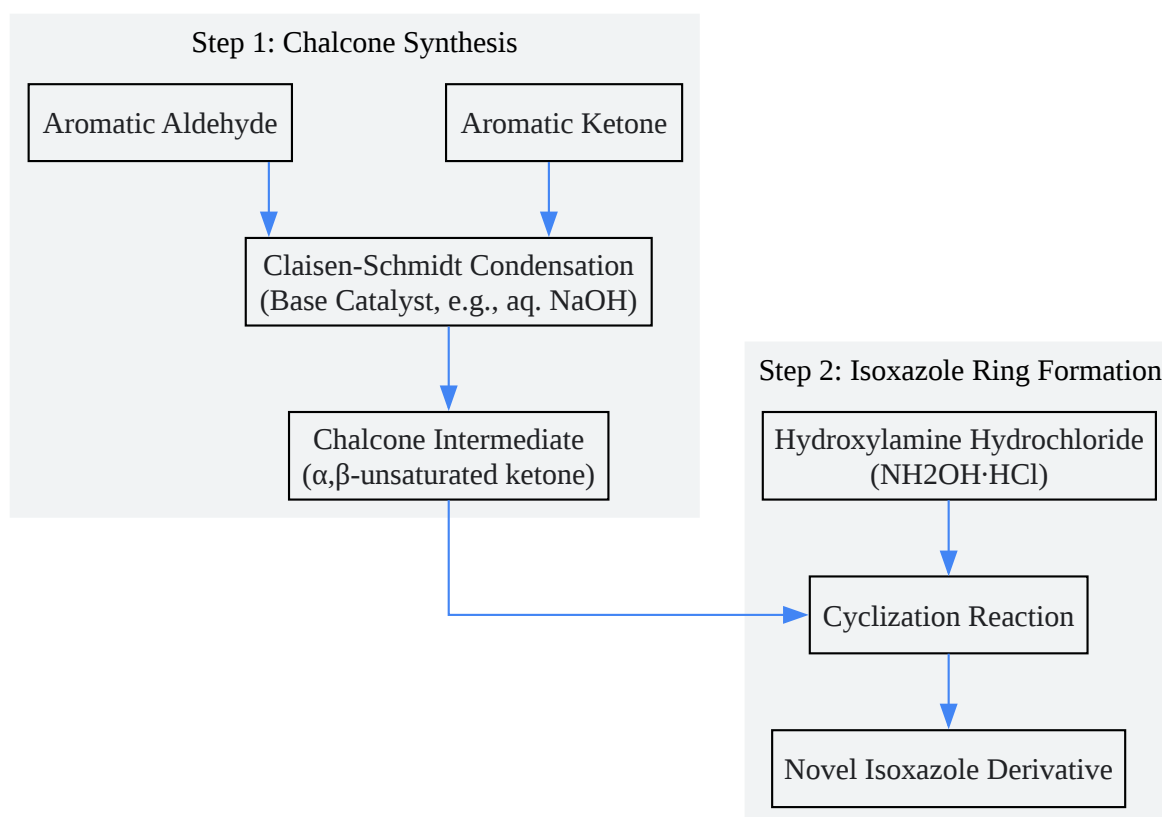 Step 1: Chalcone Synthesis
Aromatic Aldehyde
Aromatic Ketone
Claisen-Schmidt Condensation
(Base Catalyst, e.g., aq. NaOH)
Chalcone Intermediate
(α,β-unsaturated ketone)
Step 2: Isoxazole Ring Formation
Hydroxylamine Hydrochloride
(NH2OH·HCl)
Cyclization Reaction
Novel Isoxazole Derivative